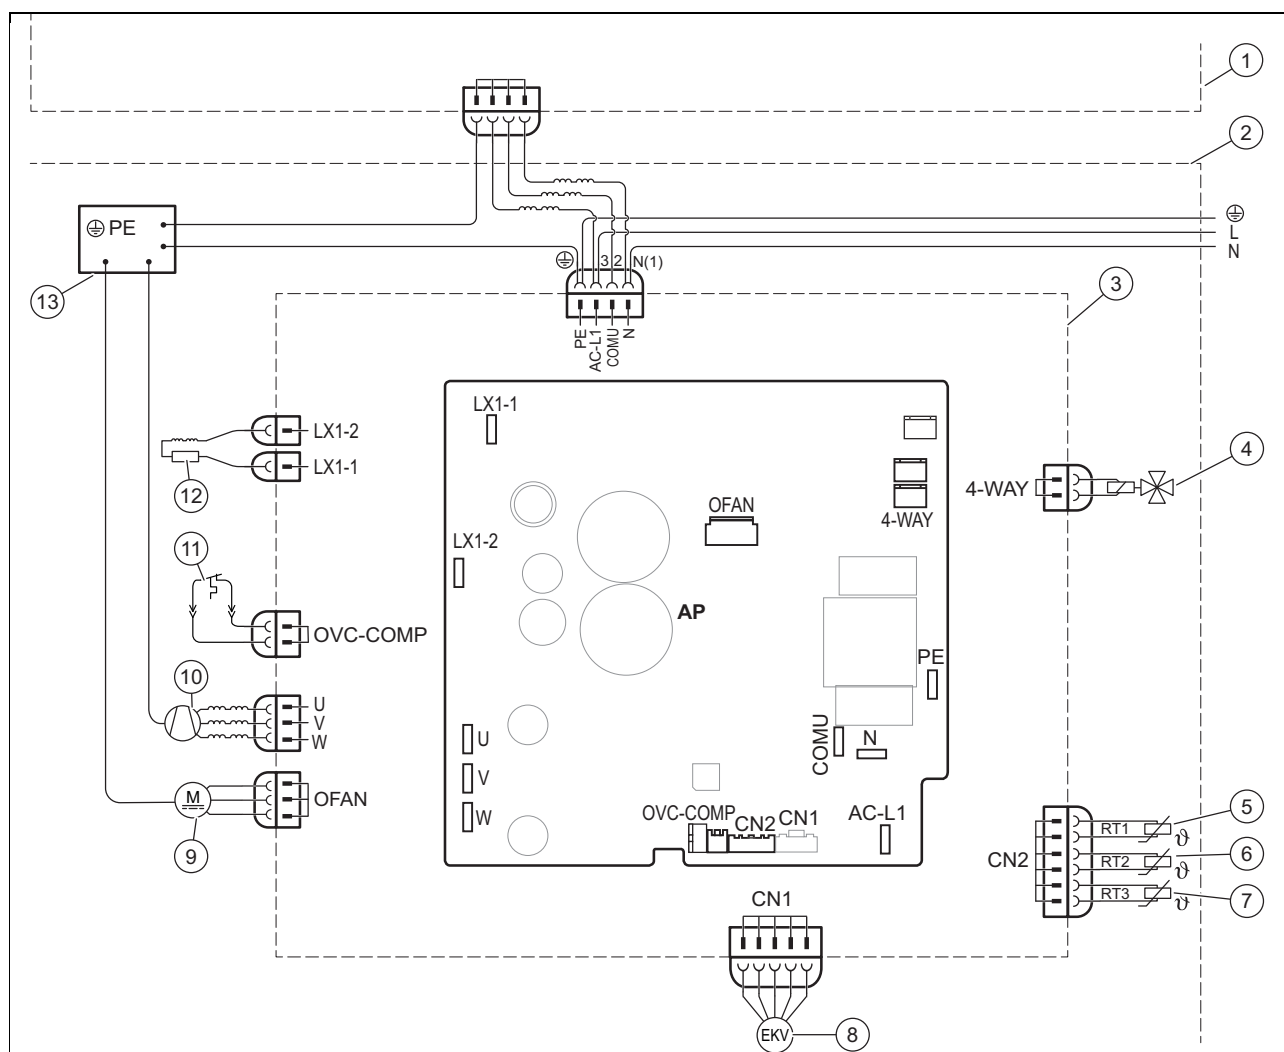 1
2
⏚ PE
⏚
L
N
13
⏚ 3 2 N(1)
3
PE
AC-L1
COMU
N
LX1-1
LX1-2
LX1-1
12
4-WAY
4
OFAN
4-WAY
11
LX1-2
AP
OVC-COMP
PE
10
U
V
W
COMU
N
U
V
W
M
OFAN
9
OVC-COMP
CN2
CN1
AC-L1
CN2
RT1
ϑ
5
RT2
ϑ
6
RT3
ϑ
7
CN1
EKV
8